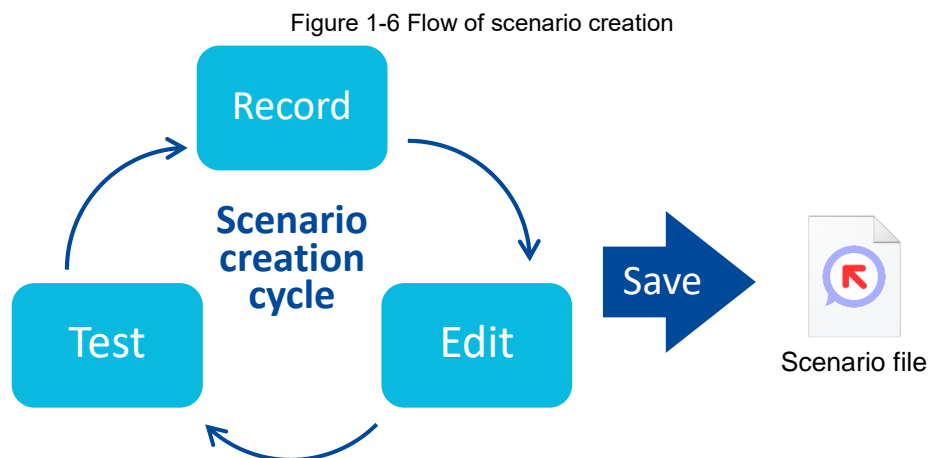 Figure 1-6 Flow of scenario creation
Record
Scenario
creation
cycle
Test
Edit
Save
Scenario file